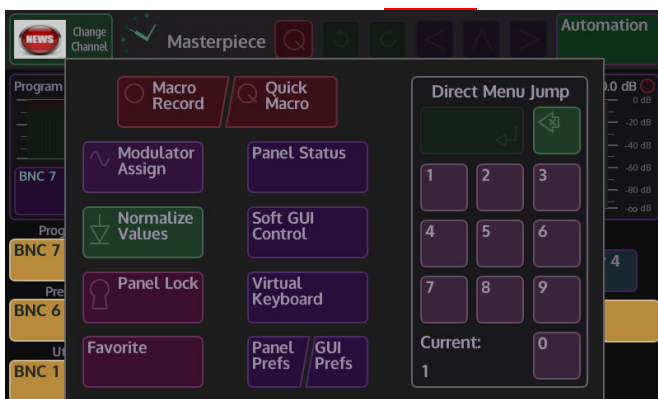 NEWS
Change
Channel
Masterpiece
Automation
Program
Macro
Record
Quick
Macro
Direct Menu Jump
.0 dB
0 dB
-20 dB
-40 dB
-60 dB
-80 dB
-∞ dB
Modulator
Assign
Panel Status
1 2 3
BNC 7
Normalize
Values
Soft GUI
Control
4 5 6
Prog
BNC 7
4
Panel Lock
Virtual
Keyboard
7 8 9
Pre
BNC 6
Favorite
Panel
Prefs
GUI
Prefs
Current:
1
0
Ut
BNC 1